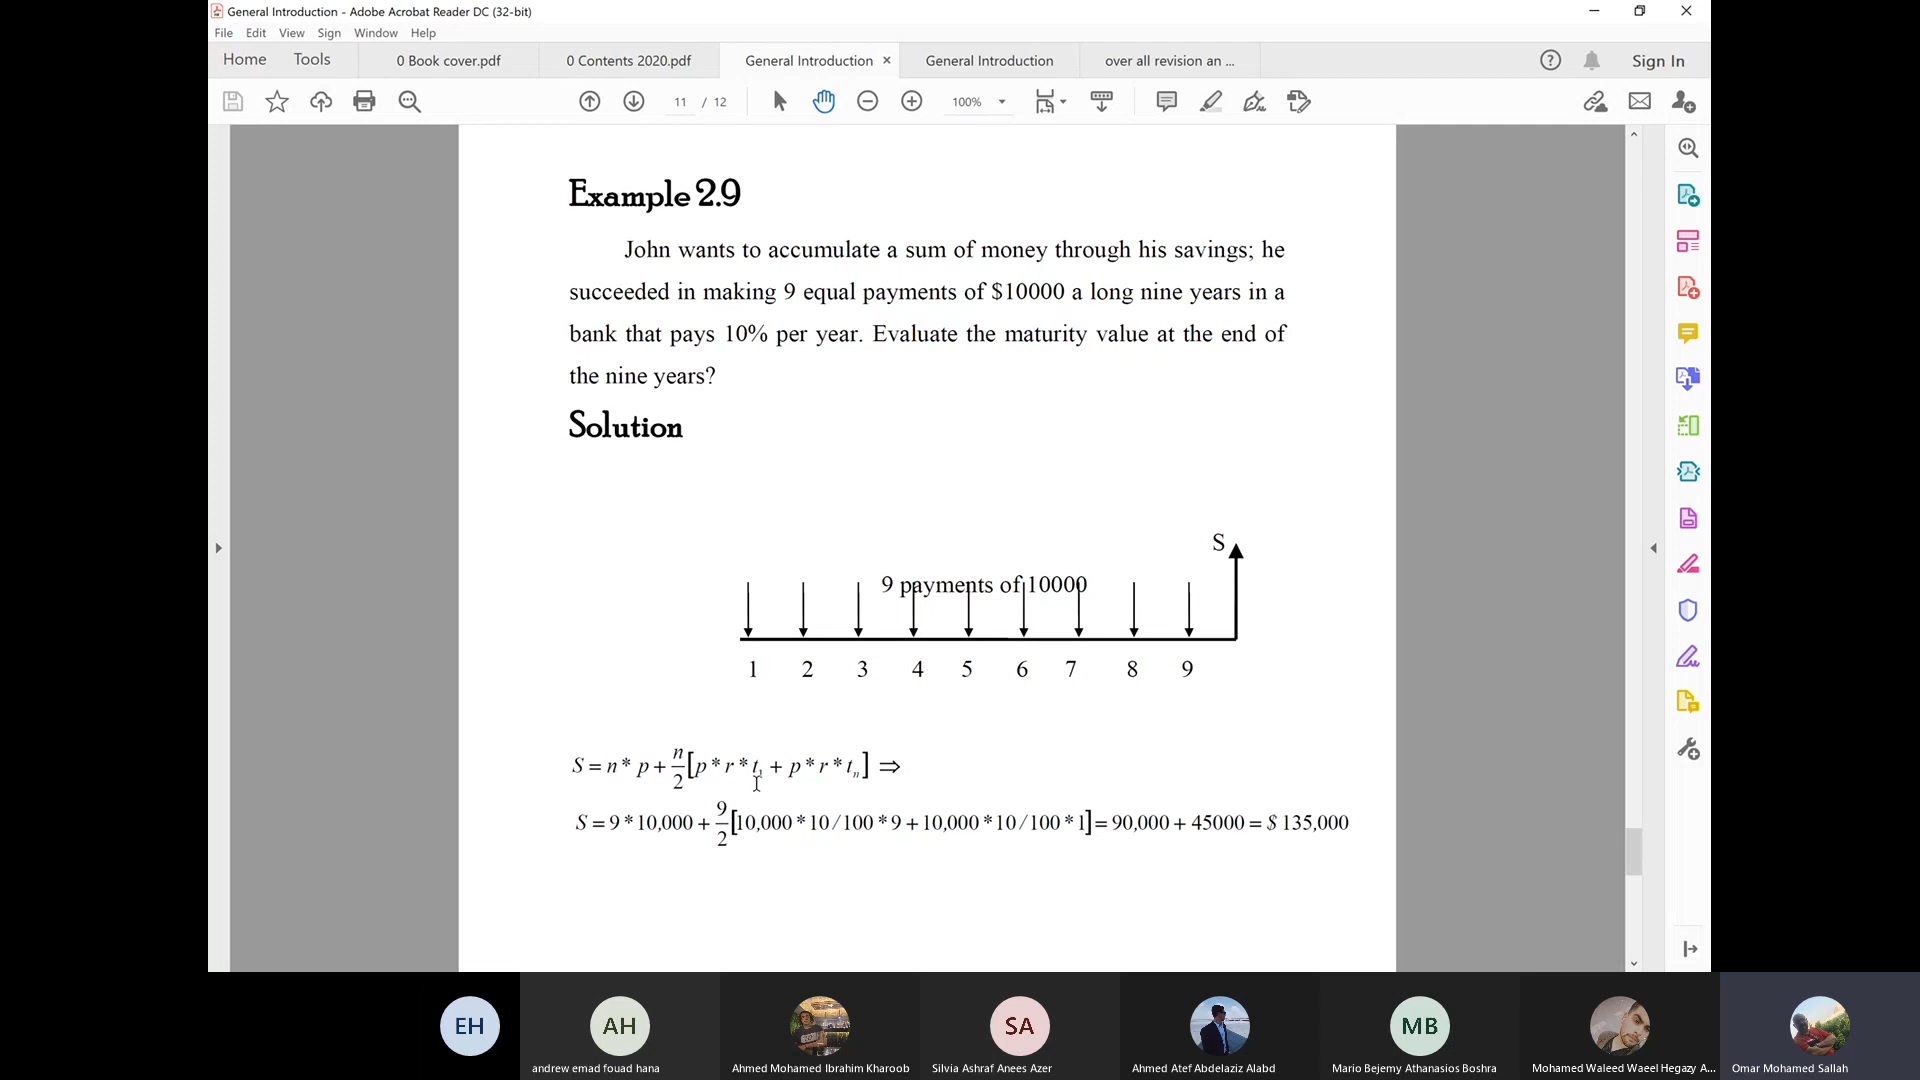 General Introduction - Adobe Acrobat Reader DC (32-bit)
File Edit View Sign Window Help
Home Tools 0 Book cover.pdf 0 Contents 2020.pdf General Introduction × General Introduction over all revision an ... Sign In
11 / 12 100%
Example 2.9
John wants to accumulate a sum of money through his savings; he
succeeded in making 9 equal payments of $10000 a long nine years in a
bank that pays 10% per year. Evaluate the maturity value at the end of
the nine years?
Solution
S
9 payments of 10000
1 2 3 4 5 6 7 8 9
S = n * p + n/2 [p * r * t₁ + p * r * tₙ] ⇒
S = 9 * 10,000 + 9/2 [10,000 * 10 / 100 * 9 + 10,000 * 10 / 100 * 1] = 90,000 + 45000 = $ 135,000
EH AH SA MB
andrew emad fouad hana Ahmed Mohamed Ibrahim Kharoob Silvia Ashraf Anees Azer Ahmed Atef Abdelaziz Alabd Mario Bejemy Athanasios Boshra Mohamed Waleed Waeel Hegazy A... Omar Mohamed Sallah